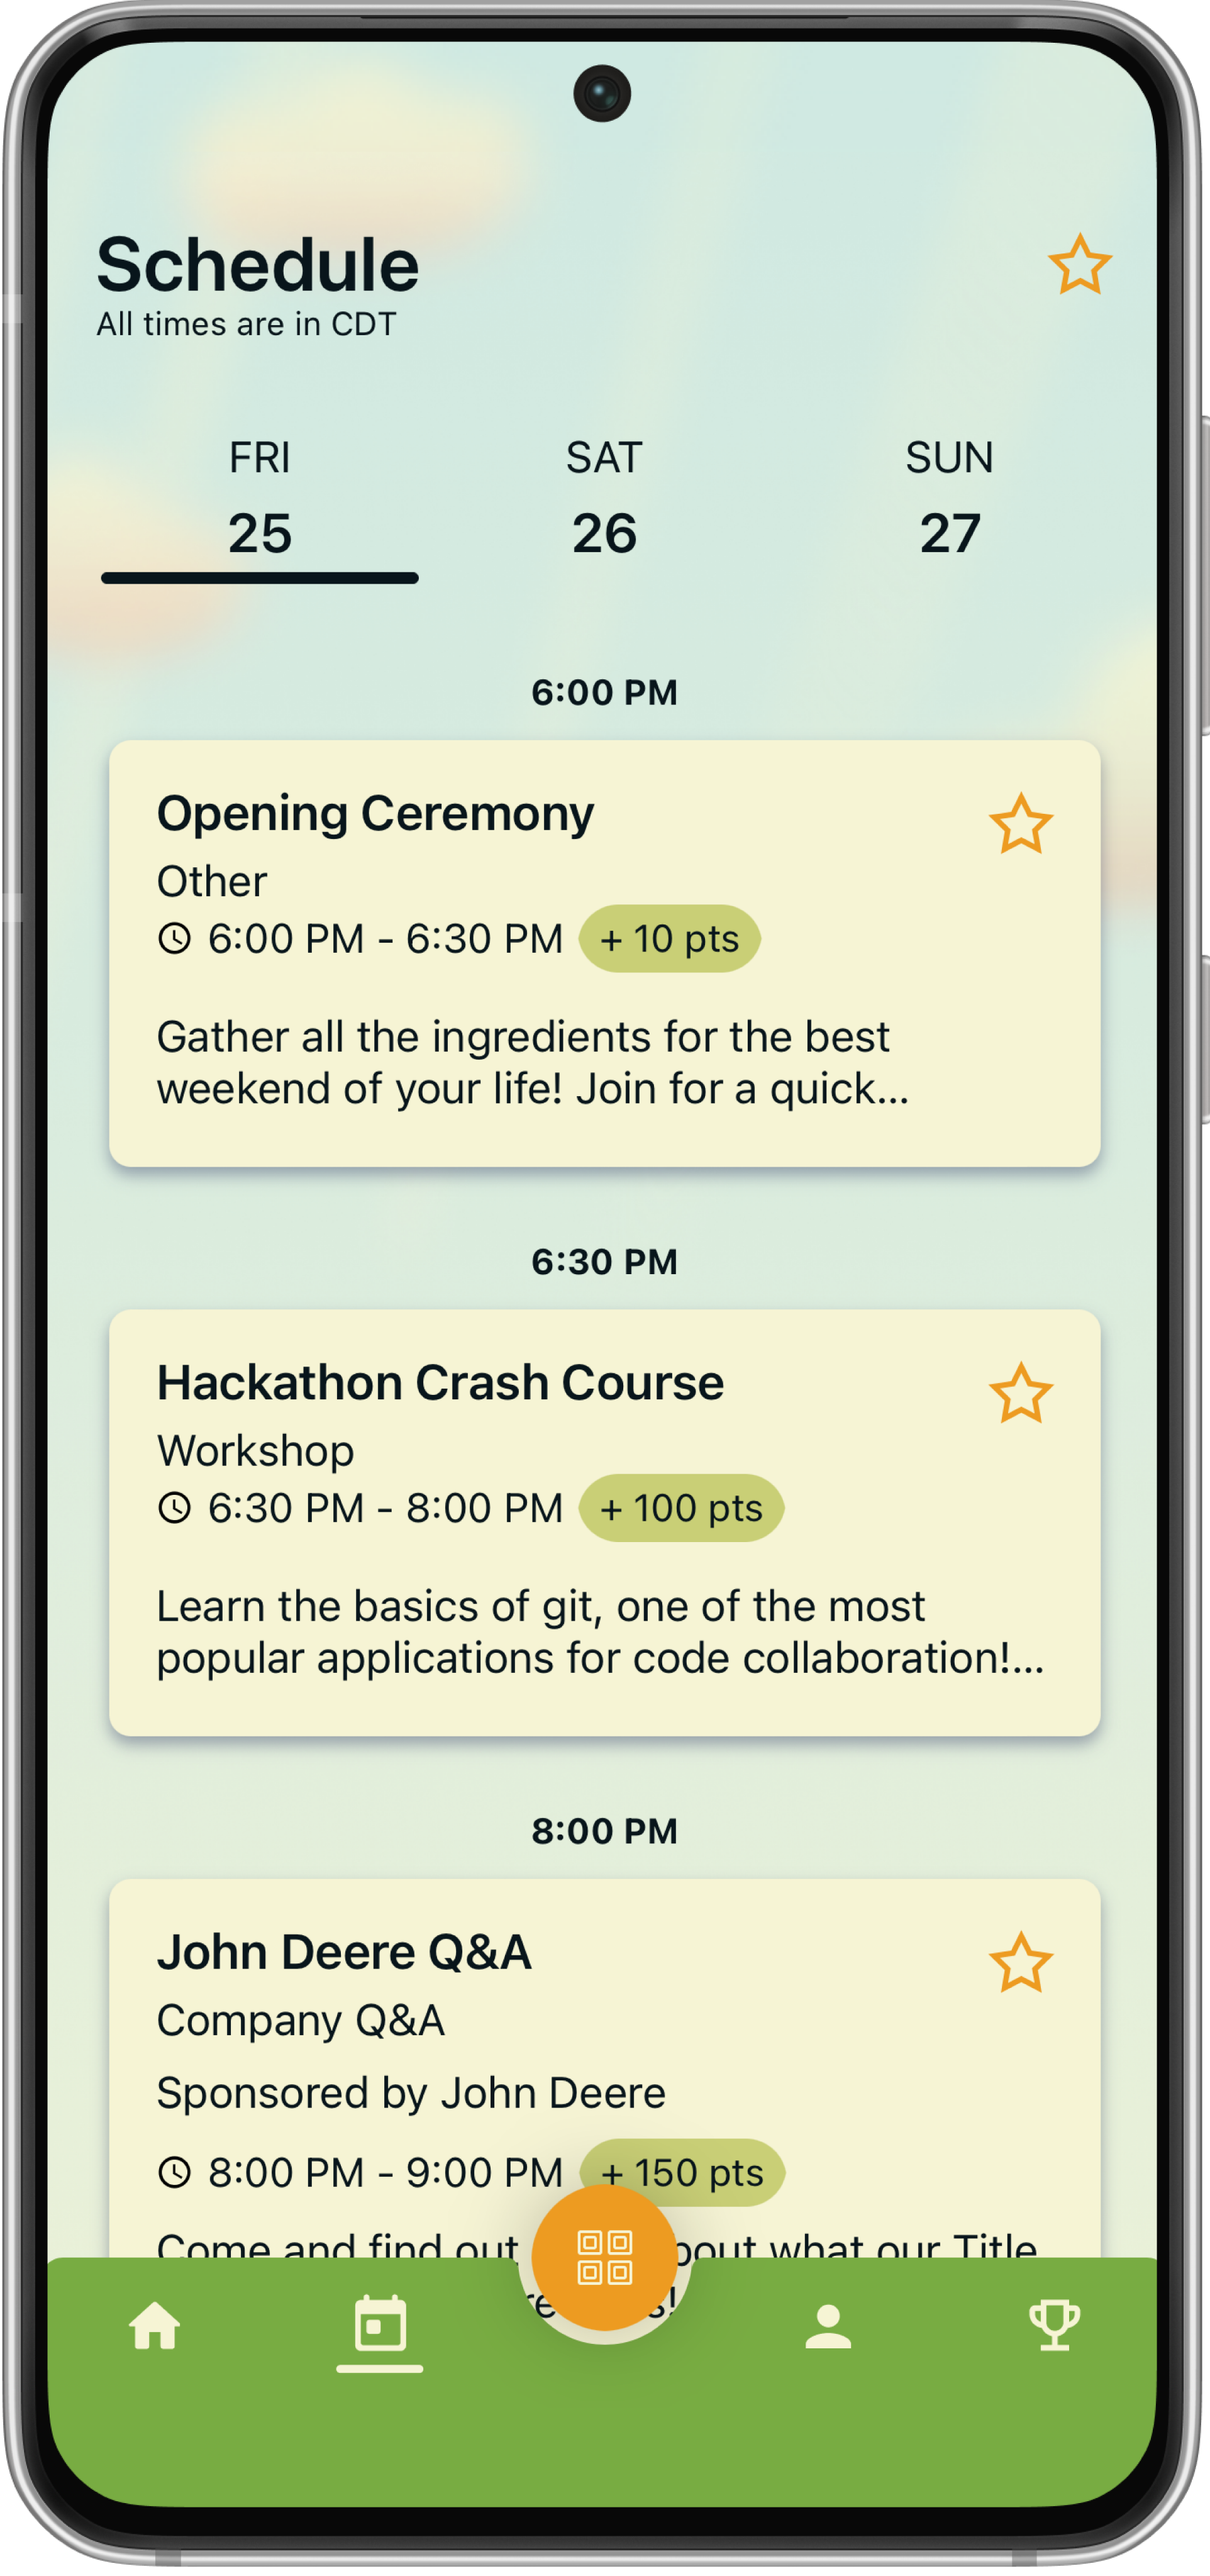 Schedule
All times are in CDT
FRI SAT SUN
25 26 27
6:00 PM
Opening Ceremony
Other
6:00 PM - 6:30 PM + 10 pts
Gather all the ingredients for the best
weekend of your life! Join for a quick...
6:30 PM
Hackathon Crash Course
Workshop
6:30 PM - 8:00 PM + 100 pts
Learn the basics of git, one of the most
popular applications for code collaboration!...
8:00 PM
John Deere Q&A
Company Q&A
Sponsored by John Deere
8:00 PM - 9:00 PM + 150 pts
Come and find out what our Title